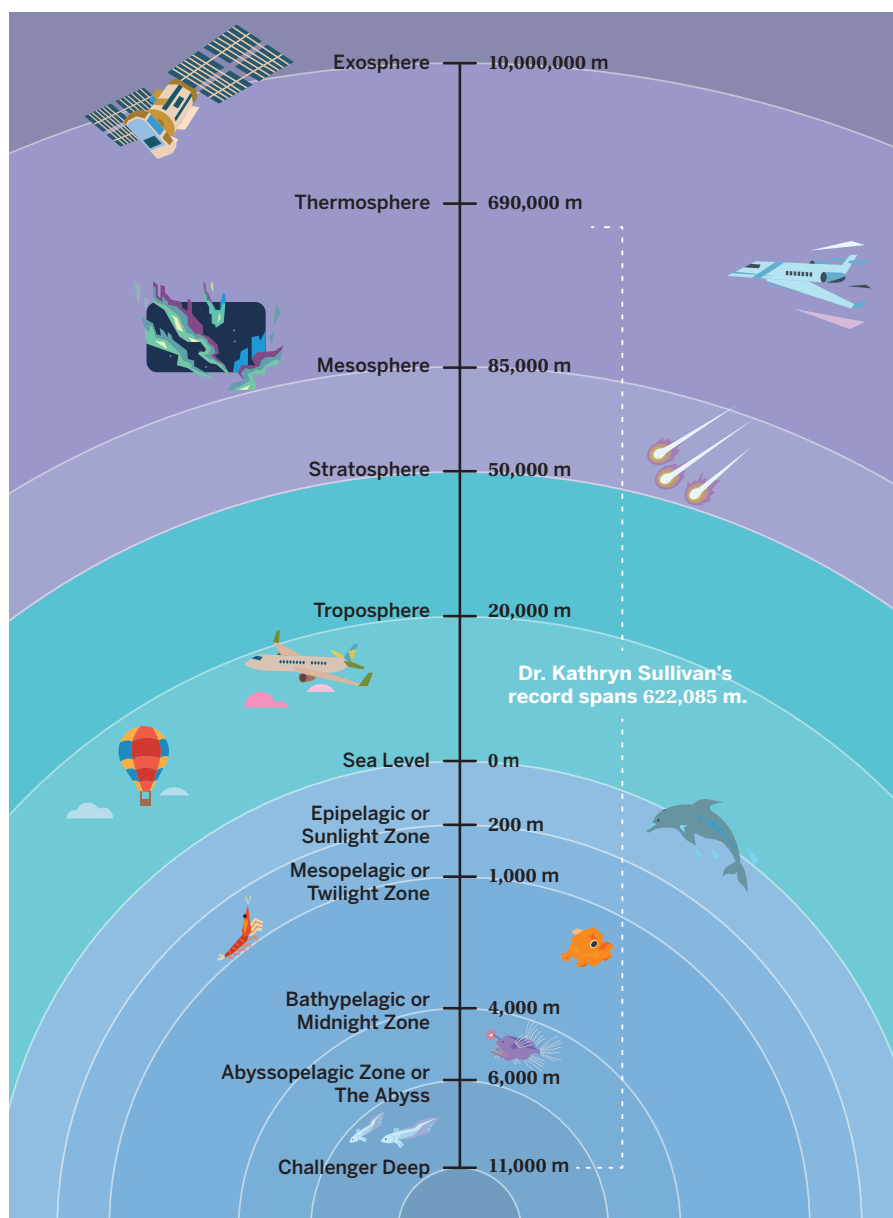 Exosphere 10,000,000 m
Thermosphere 690,000 m
Mesosphere 85,000 m
Stratosphere 50,000 m
Troposphere 20,000 m
Dr. Kathryn Sullivan's
record spans 622,085 m.
Sea Level 0 m
Epipelagic or
Sunlight Zone
200 m
Mesopelagic or
Twilight Zone
1,000 m
Bathypelagic or
Midnight Zone
4,000 m
Abyssopelagic Zone or
The Abyss
6,000 m
Challenger Deep 11,000 m